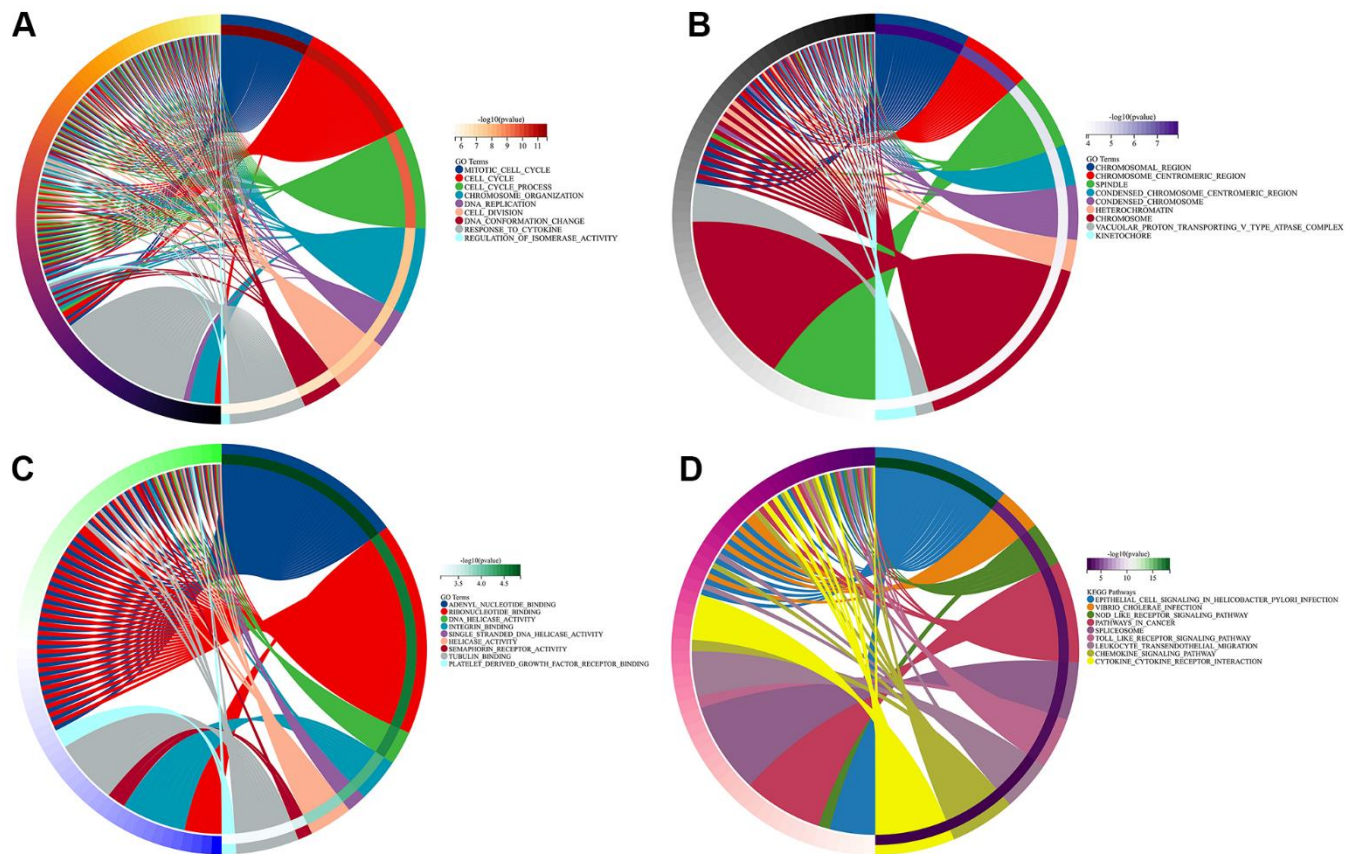 A
-log10(pvalue)
6 7 8 9 10 11
GO Terms
MITOTIC_CELL_CYCLE
CELL_CYCLE
CELL_CYCLE_PROCESS
CHROMOSOME_ORGANIZATION
DNA_REPLICATION
CELL_DIVISION
DNA_CONFORMATION_CHANGE
RESPONSE_TO_CYTOKINE
REGULATION_OF_ISOMERASE_ACTIVITY
B
-log10(pvalue)
4 5 6 7
GO Terms
CHROMOSOMAL_REGION
CHROMOSOME_CENTROMERIC_REGION
SPINDLE
CONDENSED_CHROMOSOME_CENTROMERIC_REGION
CONDENSED_CHROMOSOME
HETEROCHROMATIN
CHROMOSOME
VACUOLAR_PROTON_TRANSPORTING_V_TYPE_ATPASE_COMPLEX
KINETOCHORE
C
-log10(pvalue)
3.5 4.0 4.5
GO Terms
ADENYL_NUCLEOTIDE_BINDING
RIBONUCLEOTIDE_BINDING
DNA_HELICASE_ACTIVITY
INTEGRIN_BINDING
SINGLE_STRANDED_DNA_HELICASE_ACTIVITY
HELICASE_ACTIVITY
SEMAPHORIN_RECEPTOR_ACTIVITY
TUBULIN_BINDING
PLATELET_DERIVED_GROWTH_FACTOR_RECEPTOR_BINDING
D
-log10(pvalue)
5 10 15
KEGG Pathways
EPITHELIAL_CELL_SIGNALING_IN_HELICOBACTER_PYLORI_INFECTION
VIBRIO_CHOLERAE_INFECTION
NOD_LIKE_RECEPTOR_SIGNALING_PATHWAY
PATHWAYS_IN_CANCER
SPLICEOSOME
TOLL_LIKE_RECEPTOR_SIGNALING_PATHWAY
LEUKOCYTE_TRANSENDOTHELIAL_MIGRATION
CHEMOKINE_SIGNALING_PATHWAY
CYTOKINE_CYTOKINE_RECEPTOR_INTERACTION